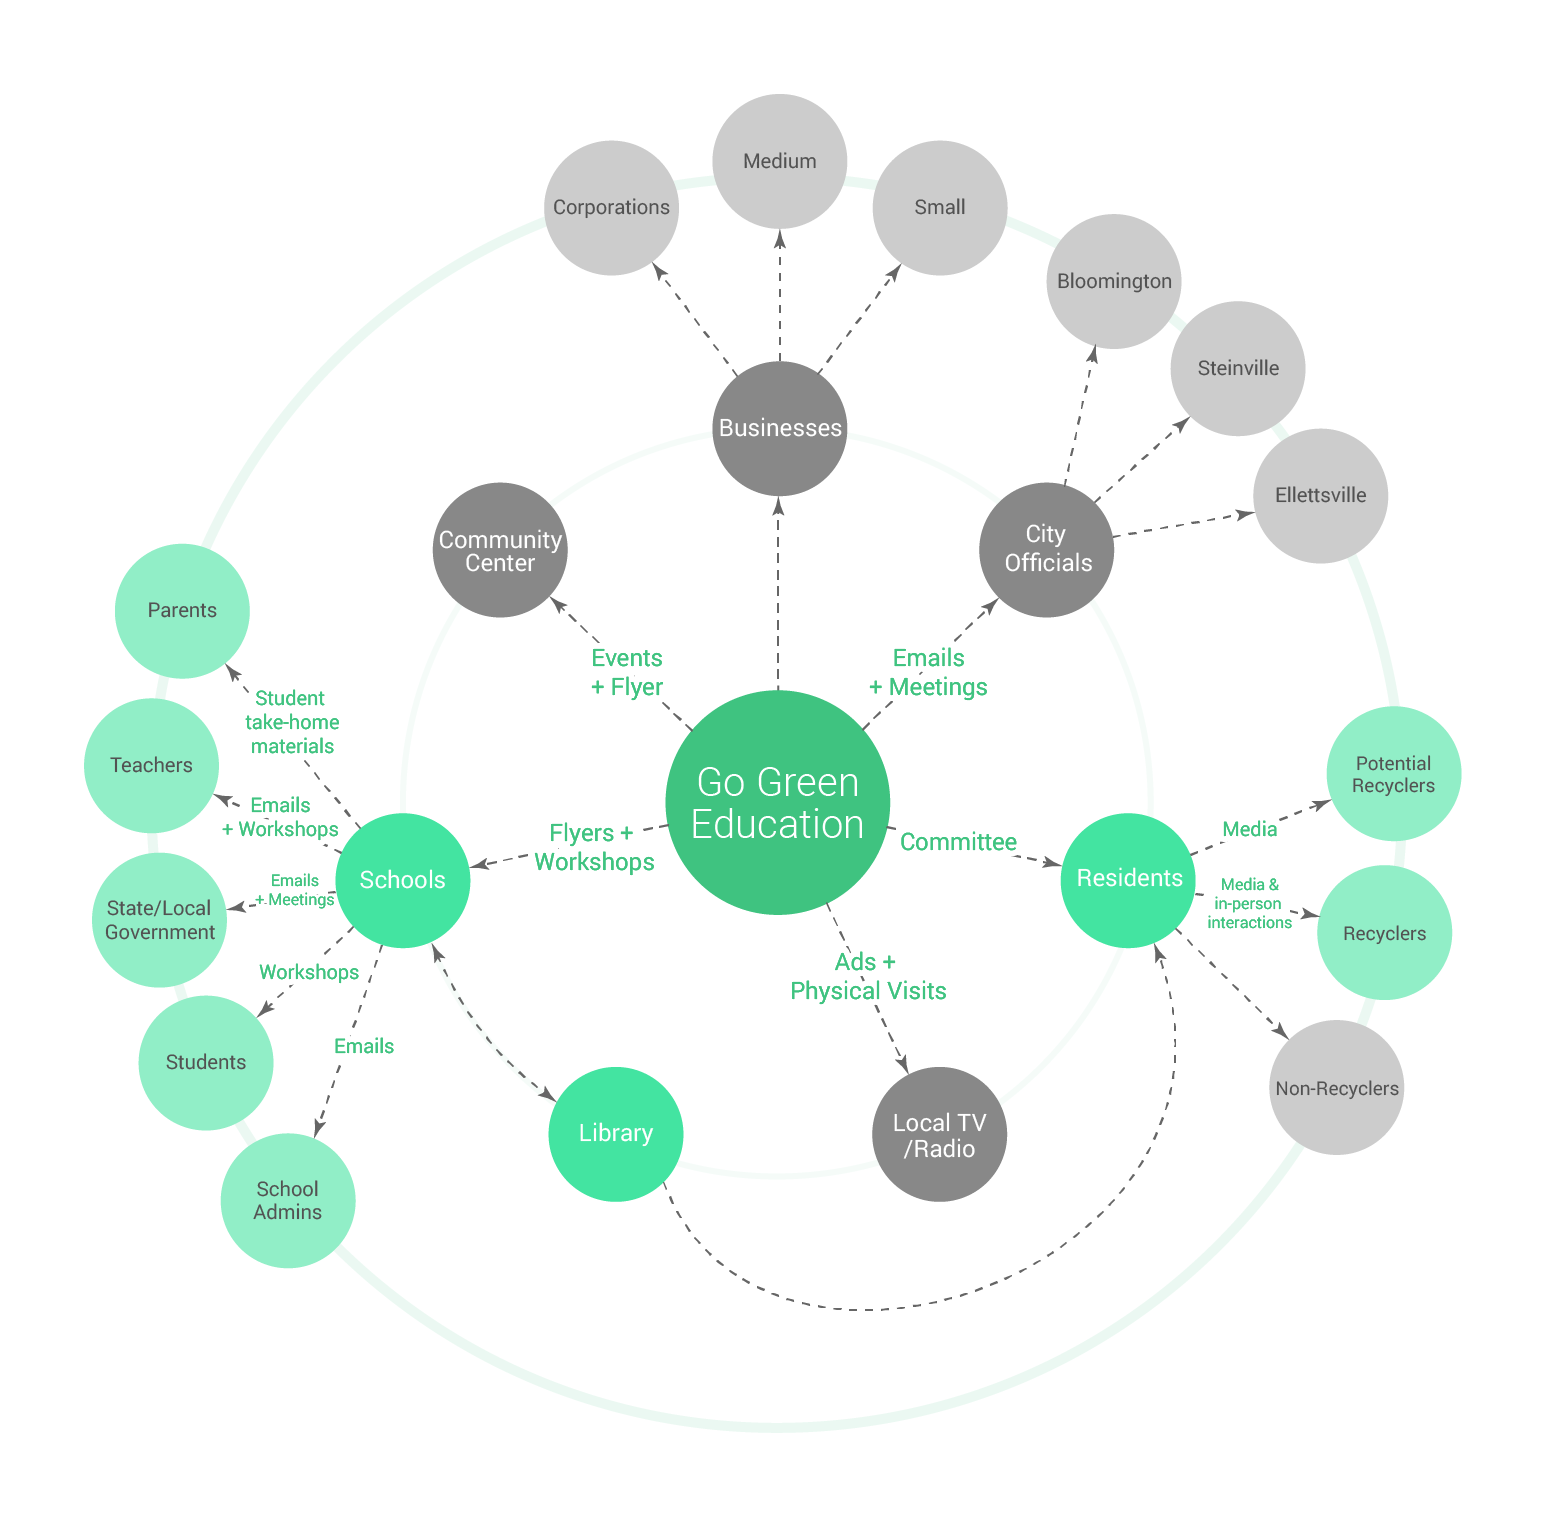 Medium
Corporations
Small
Bloomington
Steinville
Ellettsville
Businesses
City
Officials
Community
Center
Parents
Events
+ Flyer
Emails
+ Meetings
Student
take-home
materials
Teachers
Go Green
Education
Potential
Recyclers
Emails
+ Workshops
Flyers +
Workshops
Committee
Media
Schools
Residents
Emails
+ Meetings
Media &
in-person
interactions
State/Local
Government
Recyclers
Workshops
Ads +
Physical Visits
Students
Emails
Non-Recyclers
Library
Local TV
/Radio
School
Admins